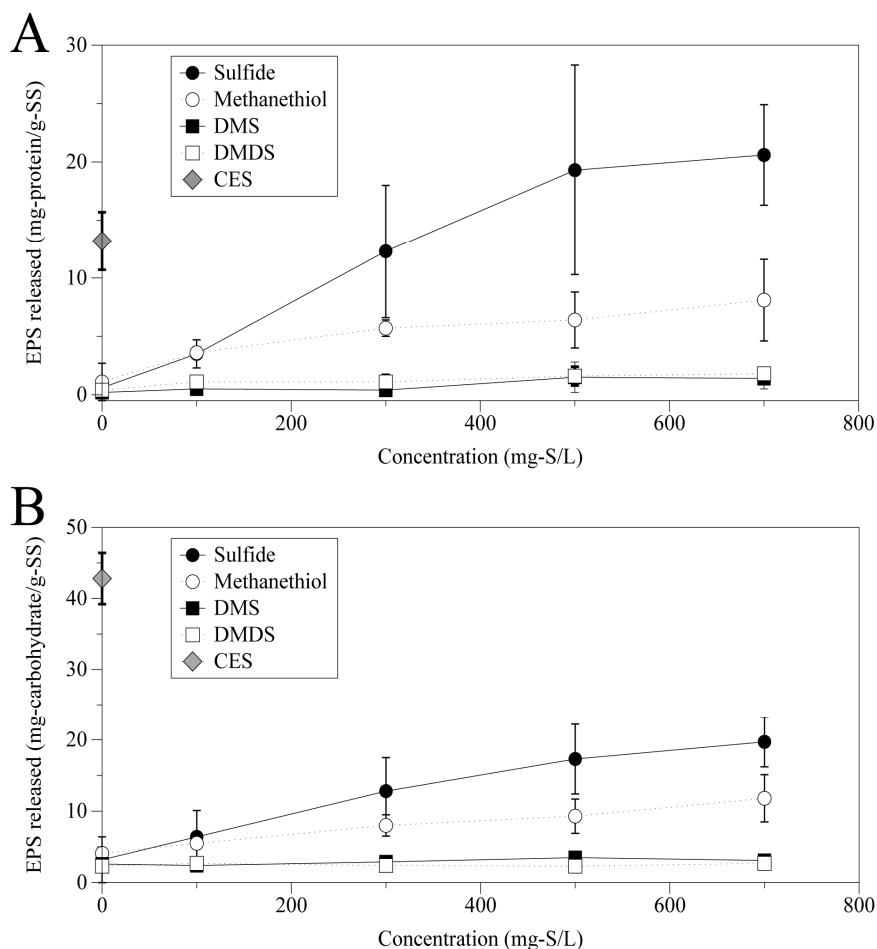 A
EPS released (mg-protein/g-SS)
30
20
10
0
Sulfide
Methanethiol
DMS
DMDS
CES
0 200 400 600 800
Concentration (mg-S/L)
B
EPS released (mg-carbohydrate/g-SS)
50
40
30
20
10
0
Sulfide
Methanethiol
DMS
DMDS
CES
0 200 400 600 800
Concentration (mg-S/L)